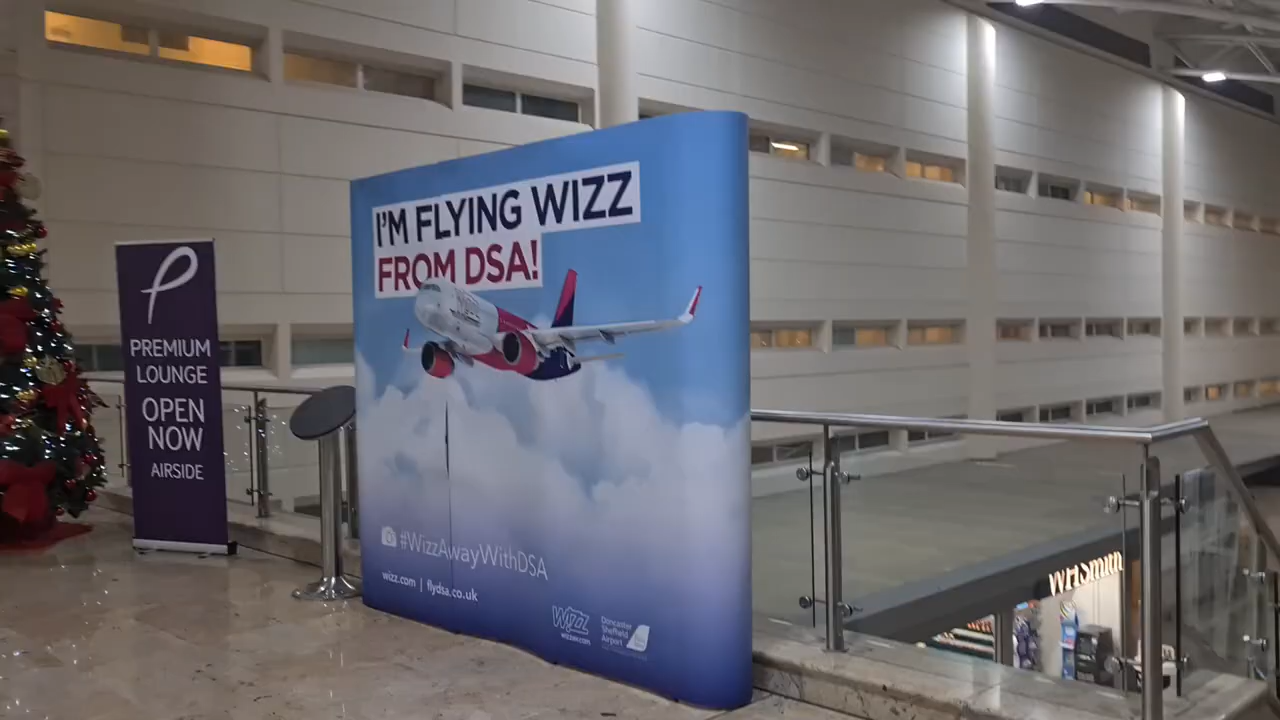 PREMIUM
LOUNGE
OPEN
NOW
AIRSIDE
I'M FLYING WIZZ
FROM DSA!
WIZZ
#WizzAwayWithDSA
wizz.com | flydsa.co.uk
WIZZ
wizzair.com
Doncaster
Sheffield
Airport
WHSmith